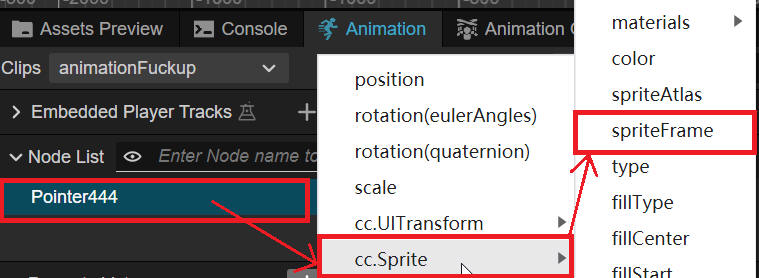 Assets Preview
Console
Animation
Clips
animationFuckup
Embedded Player Tracks
Node List
Enter Node name to
Pointer444
position
rotation(eulerAngles)
rotation(quaternion)
scale
cc.UITransform
cc.Sprite
materials
color
spriteAtlas
spriteFrame
type
fillType
fillCenter
fillStart